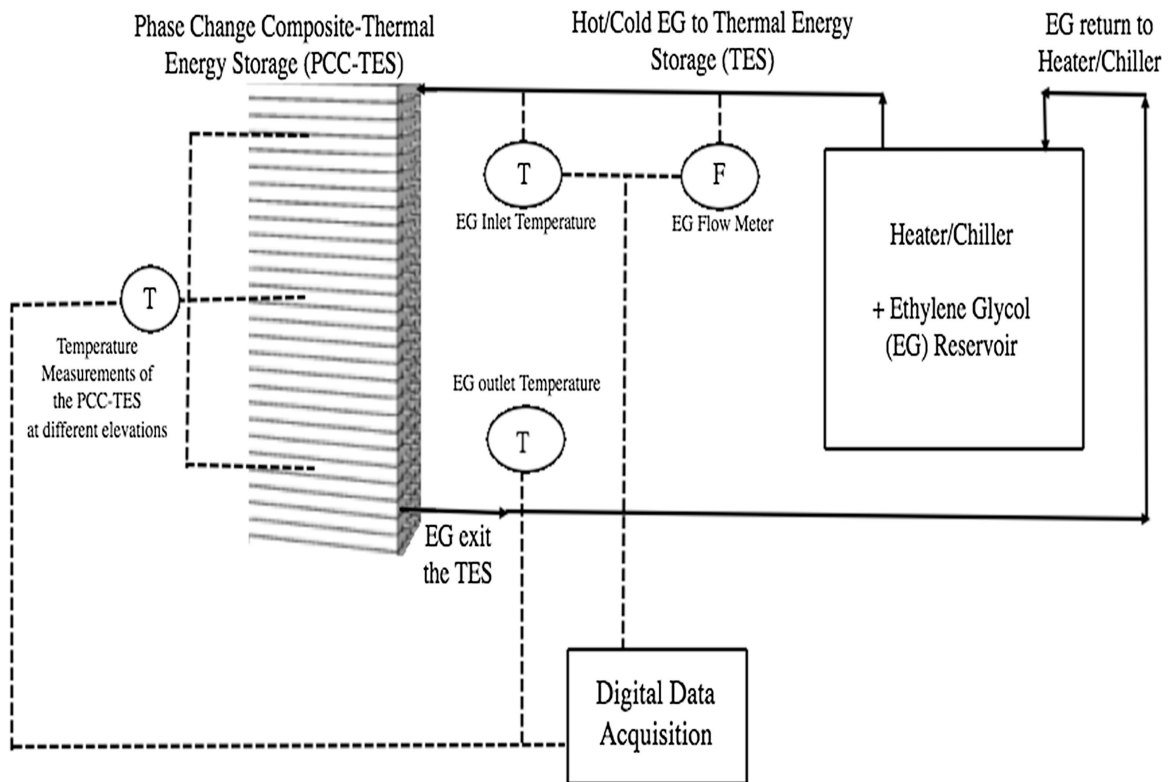 Phase Change Composite-Thermal
Energy Storage (PCC-TES)
Hot/Cold EG to Thermal Energy
Storage (TES)
EG return to
Heater/Chiller
T
EG Inlet Temperature
F
EG Flow Meter
Heater/Chiller
+ Ethylene Glycol
(EG) Reservoir
T
Temperature
Measurements of
the PCC-TES
at different elevations
EG outlet Temperature
T
EG exit
the TES
Digital Data
Acquisition